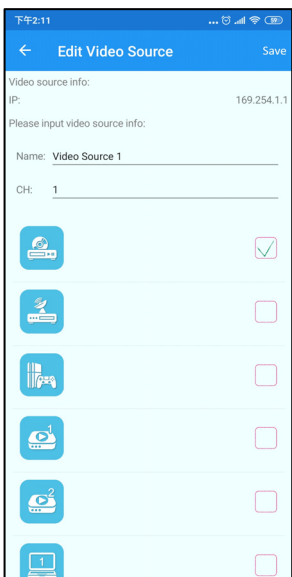 下午2:11 ... 59
Edit Video Source Save
Video source info:
IP: 169.254.1.1
Please input video source info:
Name: Video Source 1
CH: 1
1
2
1